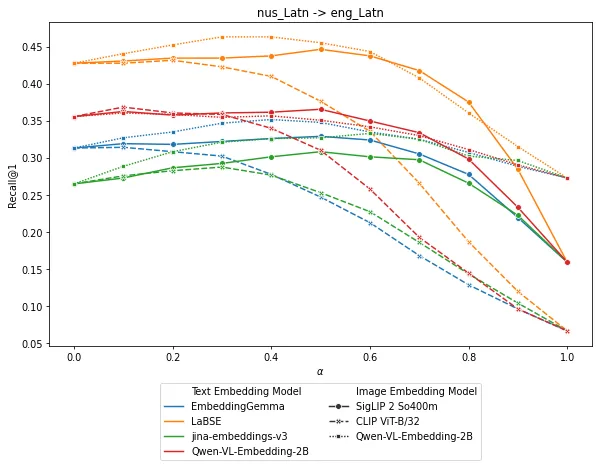 nus_Latn -> eng_Latn
Recall@1
0.45
0.40
0.35
0.30
0.25
0.20
0.15
0.10
0.05
0.0 0.2 0.4 0.6 0.8 1.0
α
Text Embedding Model Image Embedding Model
EmbeddingGemma SigLIP 2 So400m
LaBSE CLIP ViT-B/32
jina-embeddings-v3 Qwen-VL-Embedding-2B
Qwen-VL-Embedding-2B